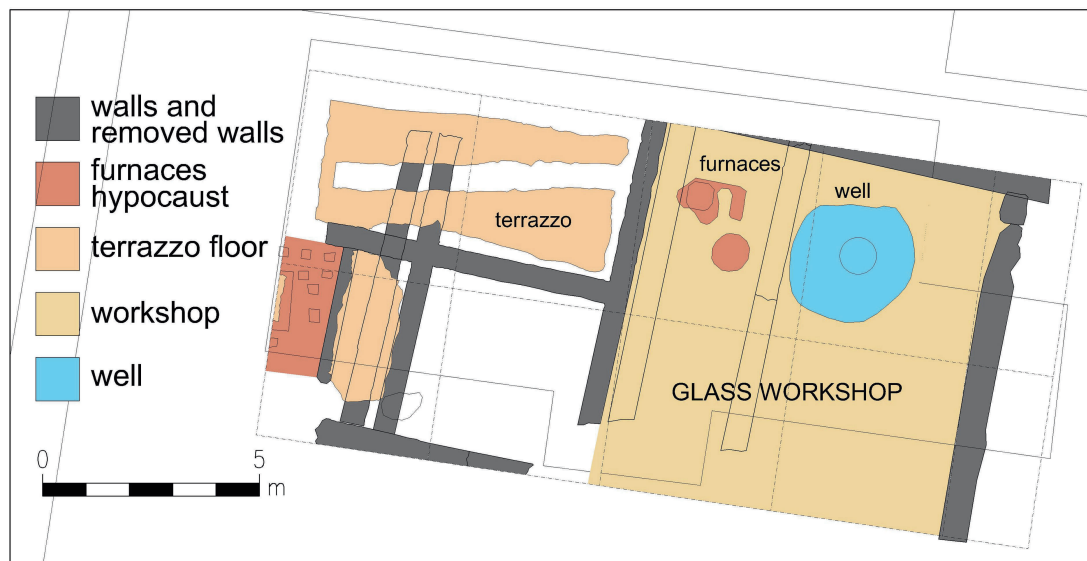 walls and
removed walls
furnaces
hypocaust
terrazzo floor
workshop
well
0 5
m
terrazzo
furnaces
well
GLASS WORKSHOP